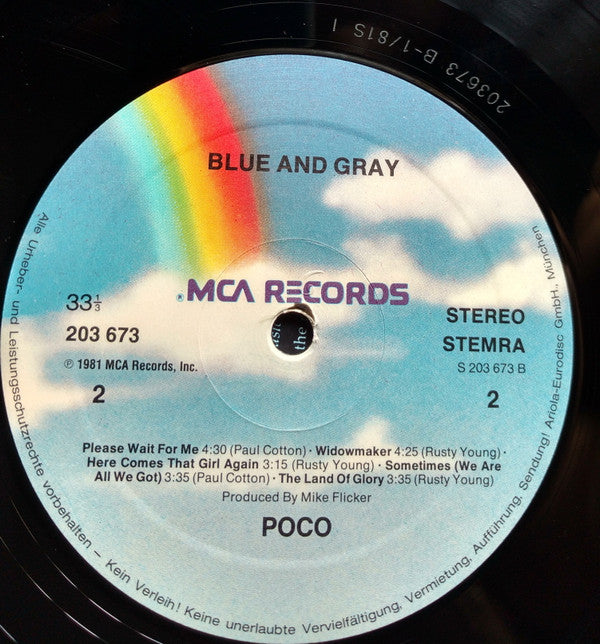 203673 B-1/81S I
BLUE AND GRAY
MCA RECORDS
33 1/3
203 673
℗ 1981 MCA Records, Inc.
2
STEREO
STEMRA
S 203 673 B
2
Please Wait For Me 4:30 (Paul Cotton) · Widowmaker 4:25 (Rusty Young) ·
Here Comes That Girl Again 3:15 (Rusty Young) · Sometimes (We Are
All We Got) 3:35 (Paul Cotton) · The Land Of Glory 3:35 (Rusty Young)
Produced By Mike Flicker
POCO
Alle Urheber- und Leistungsschutzrechte vorbehalten – Kein Verleih! Keine unerlaubte Vervielfältigung, Vermietung, Aufführung, Sendung! Ariola-Eurodisc GmbH., München
the